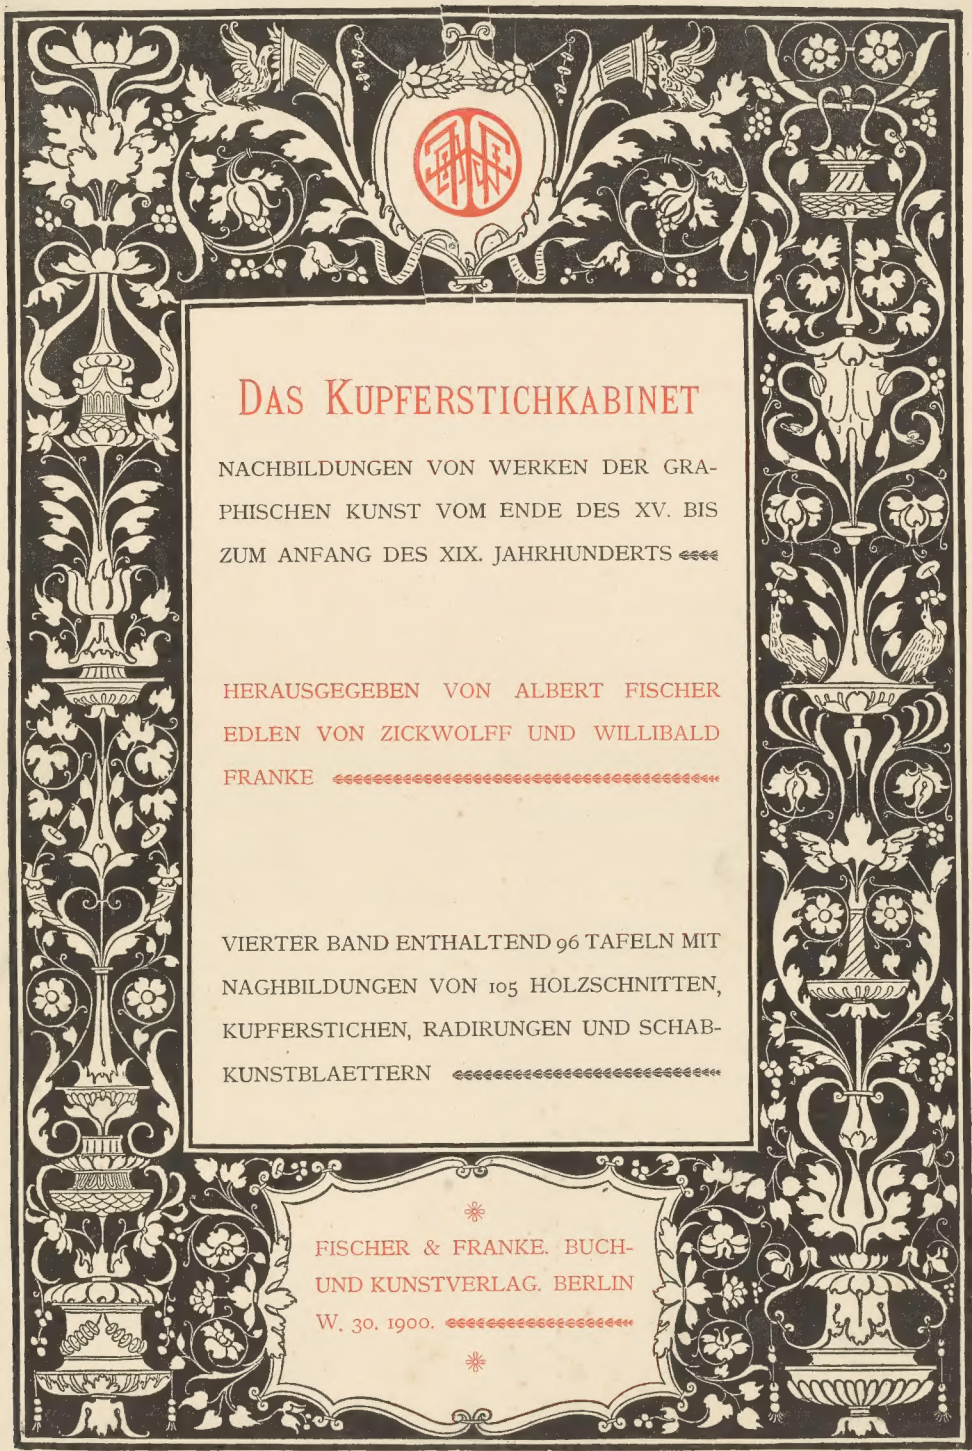 DAS KUPFERSTICHKABINET
NACHBILDUNGEN VON WERKEN DER GRA-
PHISCHEN KUNST VOM ENDE DES XV. BIS
ZUM ANFANG DES XIX. JAHRHUNDERTS
HERAUSGEGEBEN VON ALBERT FISCHER
EDLEN VON ZICKWOLFF UND WILLIBALD
FRANKE
VIERTER BAND ENTHALTEND 96 TAFELN MIT
NAGHBILDUNGEN VON 105 HOLZSCHNITTEN,
KUPFERSTICHEN, RADIRUNGEN UND SCHAB-
KUNSTBLAETTERN
FISCHER & FRANKE. BUCH-
UND KUNSTVERLAG. BERLIN
W. 30. 1900.